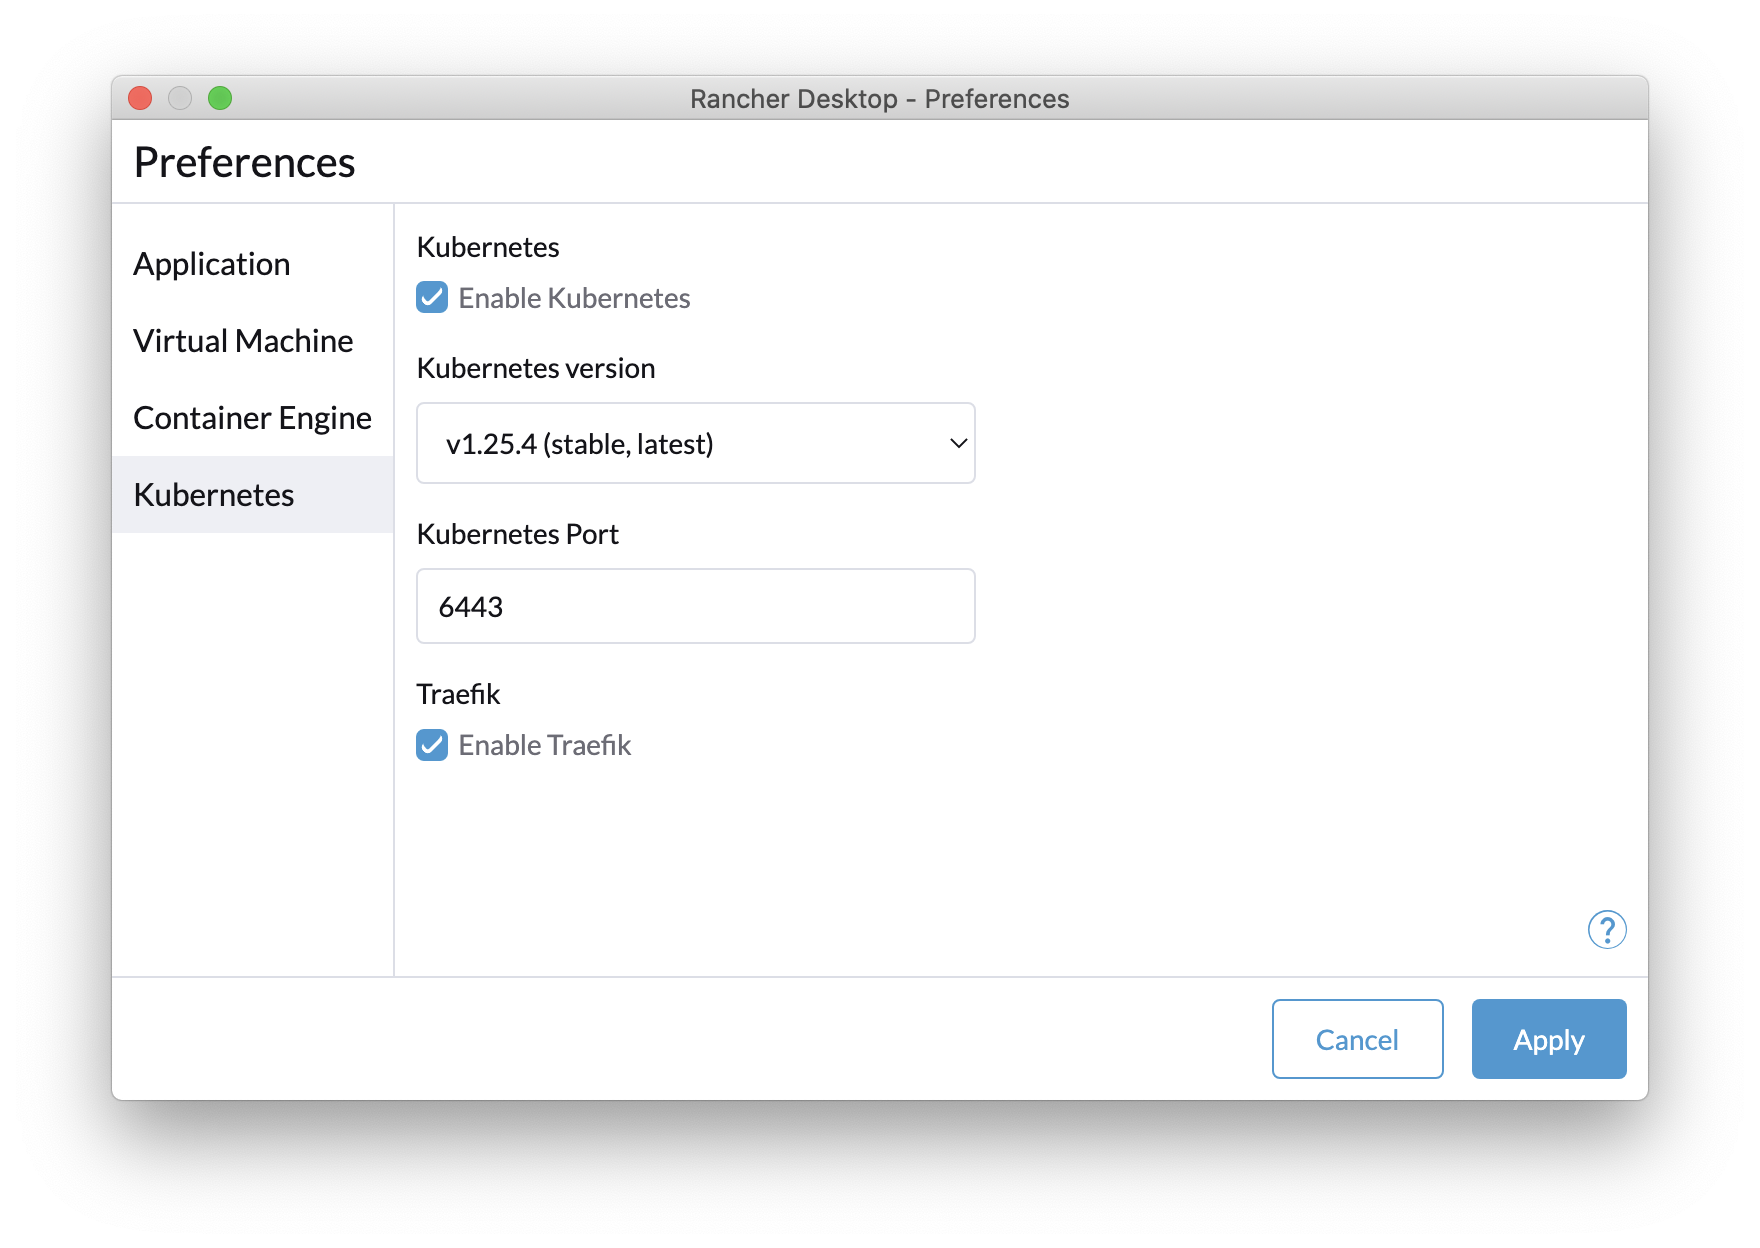 Rancher Desktop - Preferences
Preferences
Application
Virtual Machine
Container Engine
Kubernetes
Kubernetes
Enable Kubernetes
Kubernetes version
v1.25.4 (stable, latest)
Kubernetes Port
6443
Traefik
Enable Traefik
?
Cancel
Apply